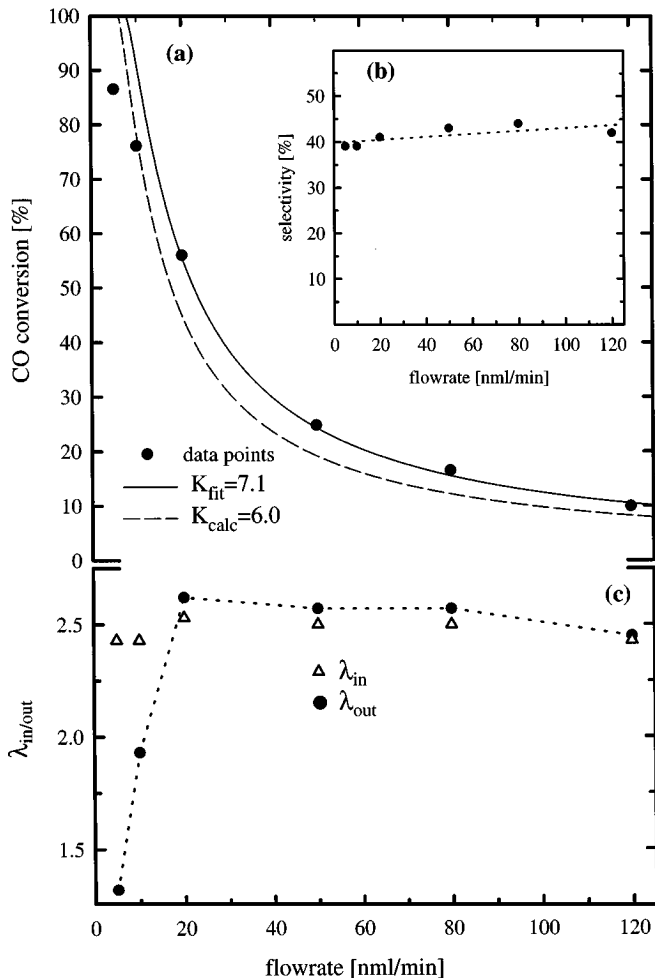 100
90
80
70
60
50
40
30
20
10
0
CO conversion [%]
(a)
data points
K_fit=7.1
K_calc=6.0
(b)
50
40
30
20
10
selectivity [%]
0 20 40 60 80 100 120
flowrate [nml/min]
(c)
2.5
2.0
1.5
λ_in/out
λ_in
λ_out
0 20 40 60 80 100 120
flowrate [nml/min]